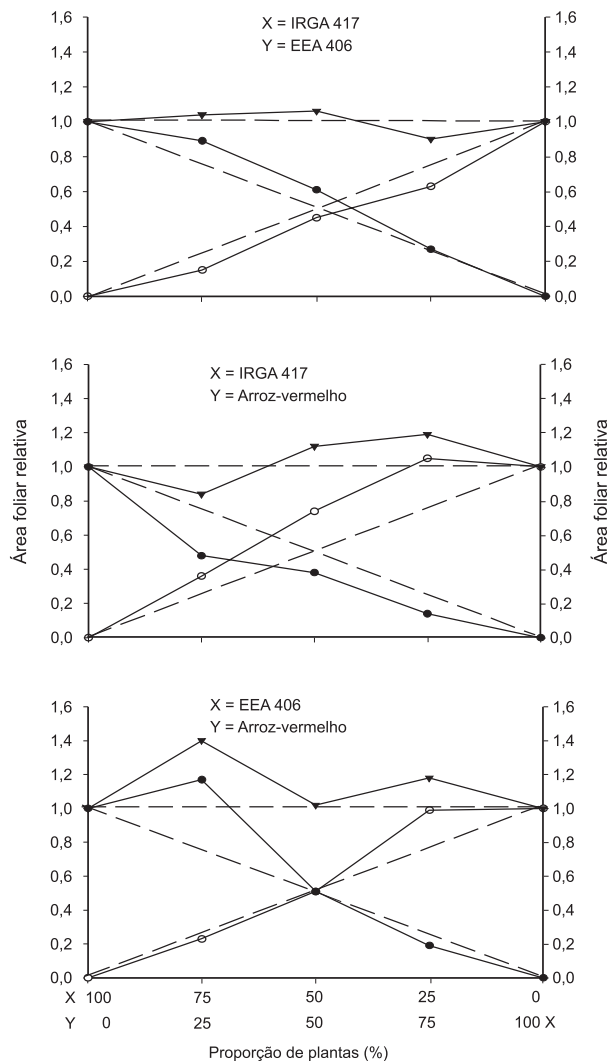 1,6 1,6
X = IRGA 417
1,4 1,4
Y = EEA 406
1,2 1,2
1,0 1,0
0,8 0,8
0,6 0,6
0,4 0,4
0,2 0,2
0,0 0,0
1,6 1,6
X = IRGA 417
1,4 1,4
Y = Arroz-vermelho
1,2 1,2
1,0 1,0
0,8 0,8
0,6 0,6
0,4 0,4
0,2 0,2
0,0 0,0
Área foliar relativa
Área foliar relativa
1,6 1,6
X = EEA 406
Y = Arroz-vermelho
1,4 1,4
1,2 1,2
1,0 1,0
0,8 0,8
0,6 0,6
0,4 0,4
0,2 0,2
0,0 0,0
X 100 75 50 25 0
Y 0 25 50 75 100 X
Proporção de plantas (%)